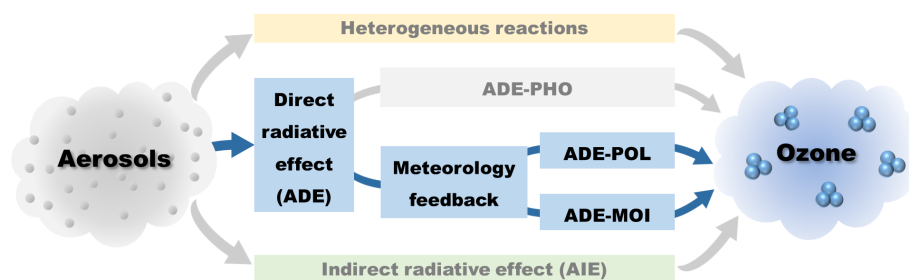 Heterogeneous reactions
Aerosols
Direct
radiative
effect
(ADE)
ADE-PHO
Meteorology
feedback
ADE-POL
ADE-MOI
Ozone
Indirect radiative effect (AIE)